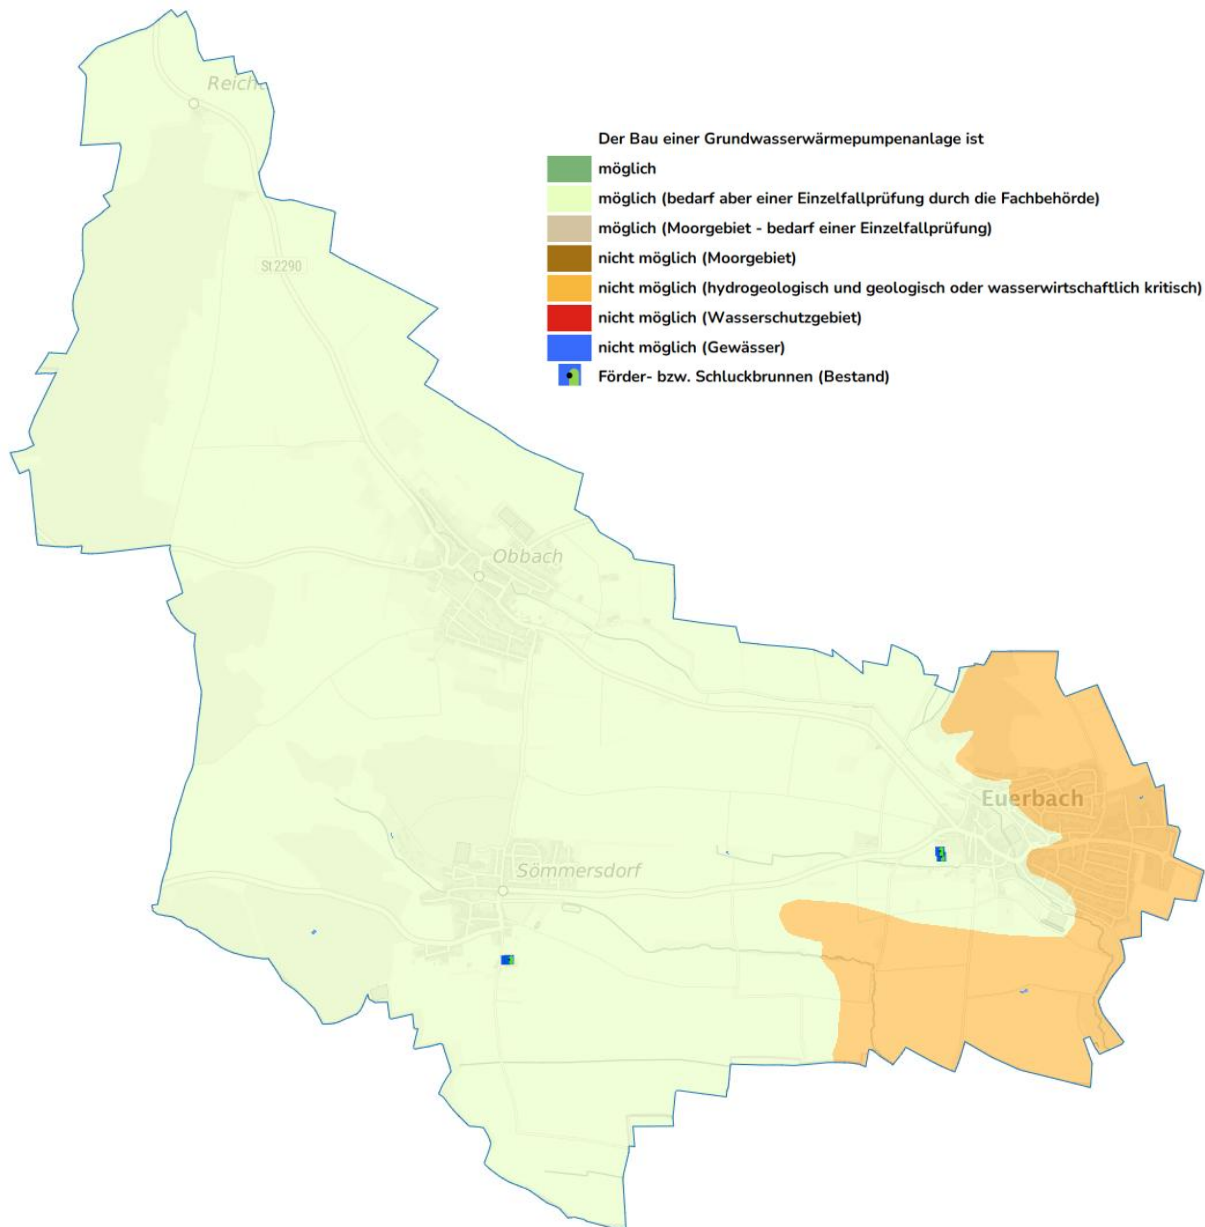 Der Bau einer Grundwasserwärmepumpenanlage ist
möglich
möglich (bedarf aber einer Einzelfallprüfung durch die Fachbehörde)
möglich (Moorgebiet - bedarf einer Einzelfallprüfung)
nicht möglich (Moorgebiet)
nicht möglich (hydrogeologisch und geologisch oder wasserwirtschaftlich kritisch)
nicht möglich (Wasserschutzgebiet)
nicht möglich (Gewässer)
Förder- bzw. Schluckbrunnen (Bestand)
St 2290
Obbach
Euerbach
Sömmersdorf